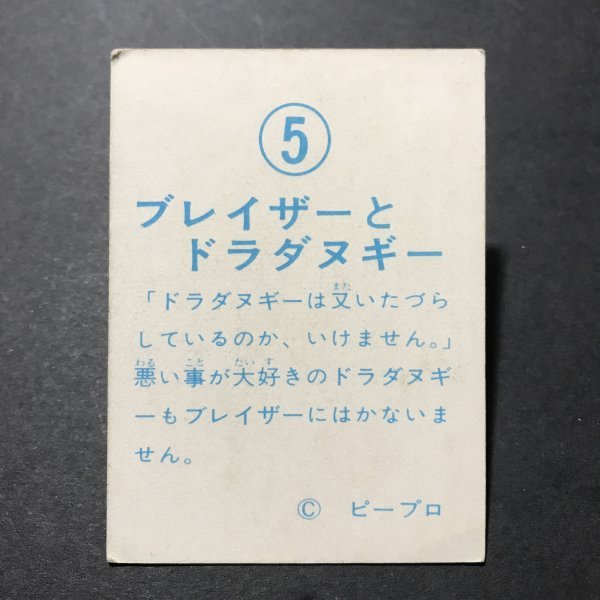 5
ブレイザーと
ドラダヌギー
「ドラダヌギーは又いたづら
しているのか、いけません。」
悪い事が大好きのドラダヌギ
ーもブレイザーにはかないま
せん。
© ピープロ